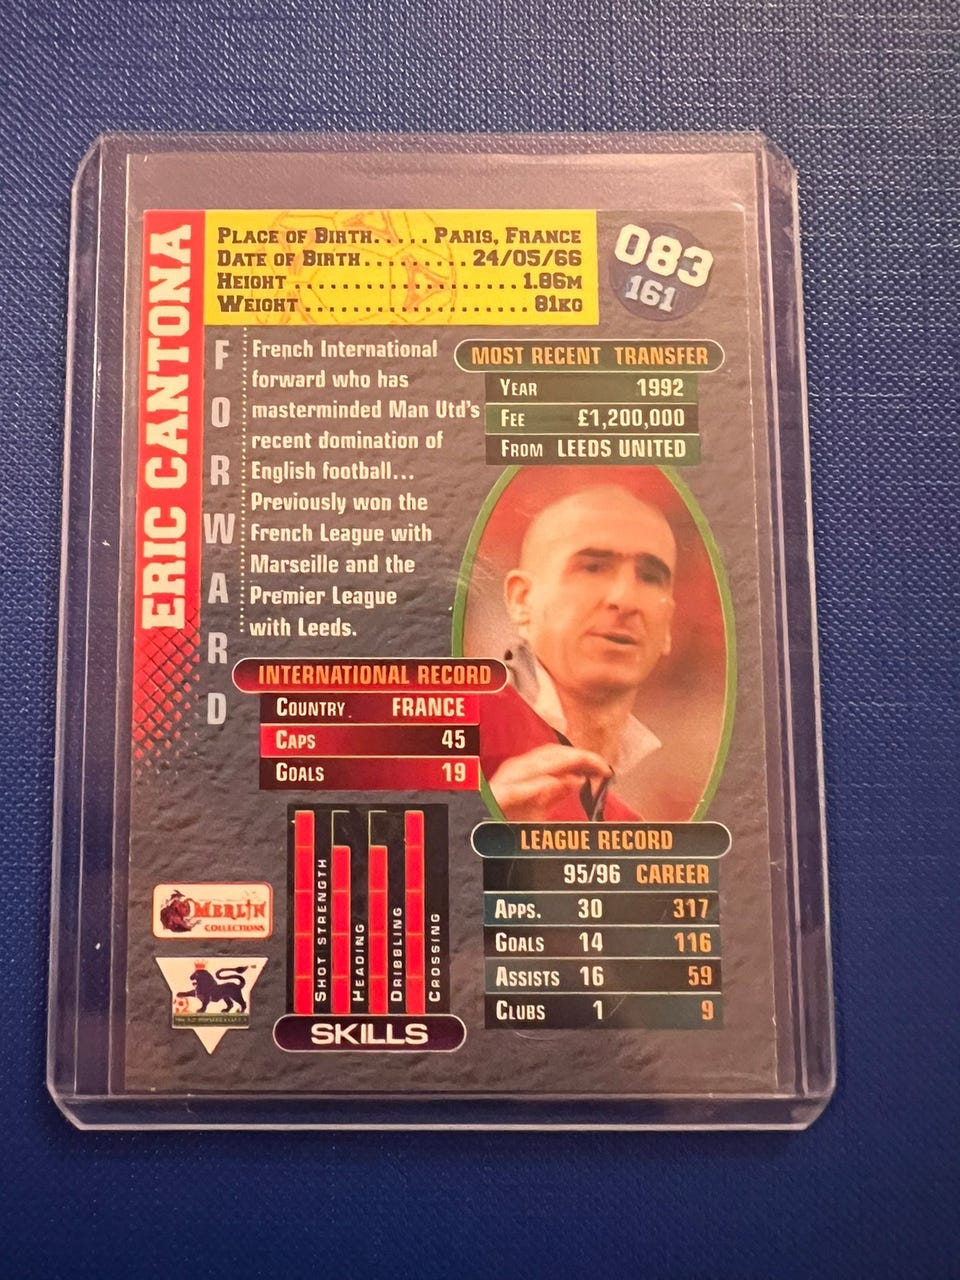 ERIC CANTONA
PLACE OF BIRTH.....PARIS, FRANCE
DATE OF BIRTH.........24/05/66
HEIGHT...................1.86M
WEIGHT...................81KG
083
161
FORWARD
French International
forward who has
masterminded Man Utd's
recent domination of
English football...
Previously won the
French League with
Marseille and the
Premier League
with Leeds.
MOST RECENT TRANSFER
YEAR 1992
FEE £1,200,000
FROM LEEDS UNITED
INTERNATIONAL RECORD
COUNTRY FRANCE
CAPS 45
GOALS 19
SHOT STRENGTH
HEADING
DRIBBLING
CROSSING
SKILLS
MERLIN
COLLECTIONS
LEAGUE RECORD
95/96 CAREER
APPS. 30 317
GOALS 14 116
ASSISTS 16 59
CLUBS 1 9